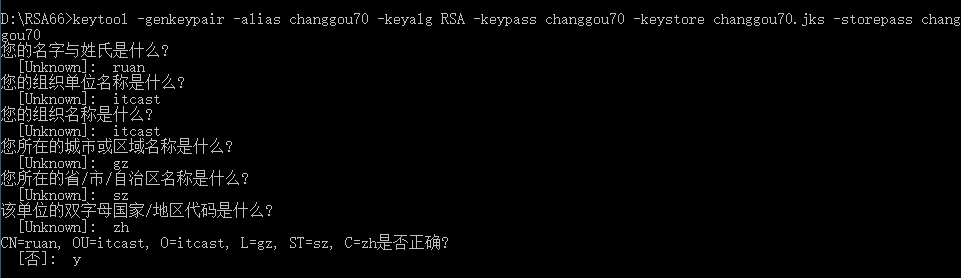 D:\RSA66>keytool -genkeypair -alias changgou70 -keyalg RSA -keypass changgou70 -keystore changgou70.jks -storepass chang
gou70
您的名字与姓氏是什么?
[Unknown]: ruan
您的组织单位名称是什么?
[Unknown]: itcast
您的组织名称是什么?
[Unknown]: itcast
您所在的城市或区域名称是什么?
[Unknown]: gz
您所在的省/市/自治区名称是什么?
[Unknown]: sz
该单位的双字母国家/地区代码是什么?
[Unknown]: zh
CN=ruan, OU=itcast, O=itcast, L=gz, ST=sz, C=zh是否正确?
[否]: y